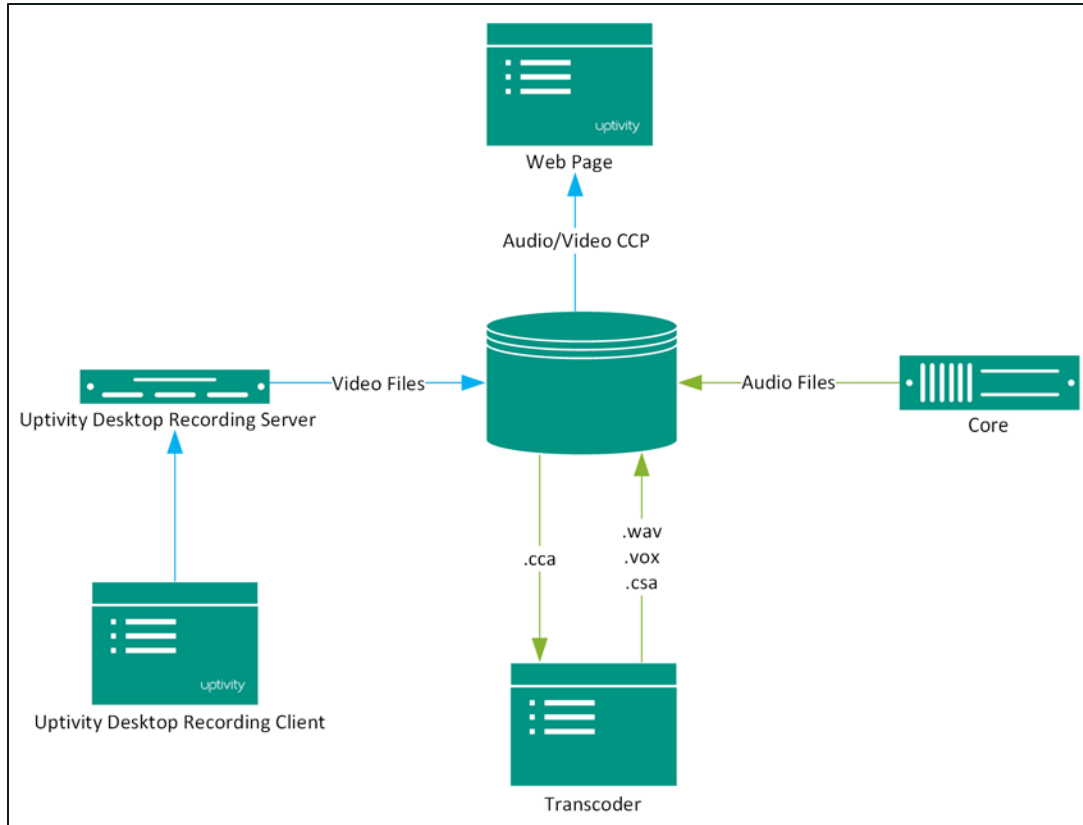 uptivity
Web Page
Audio/Video CCP
Video Files
Audio Files
Uptivity Desktop Recording Server
Core
.cca
.wav
.vox
.csa
uptivity
Uptivity Desktop Recording Client
Transcoder